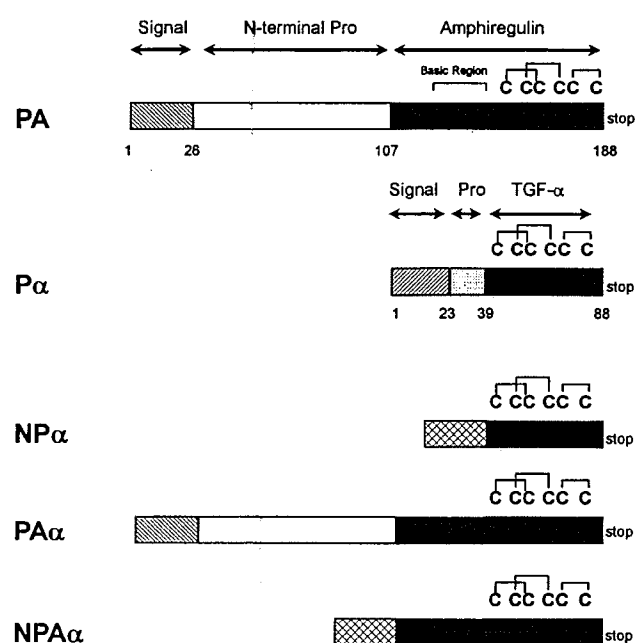 Signal N-terminal Pro Amphiregulin
Basic Region C CC CC C
PA stop
1 26 107 188
Signal Pro TGF-α
C CC CC C
Pα stop
1 23 39 88
C CC CC C
NPα stop
C CC CC C
PAα stop
C CC CC C
NPAα stop